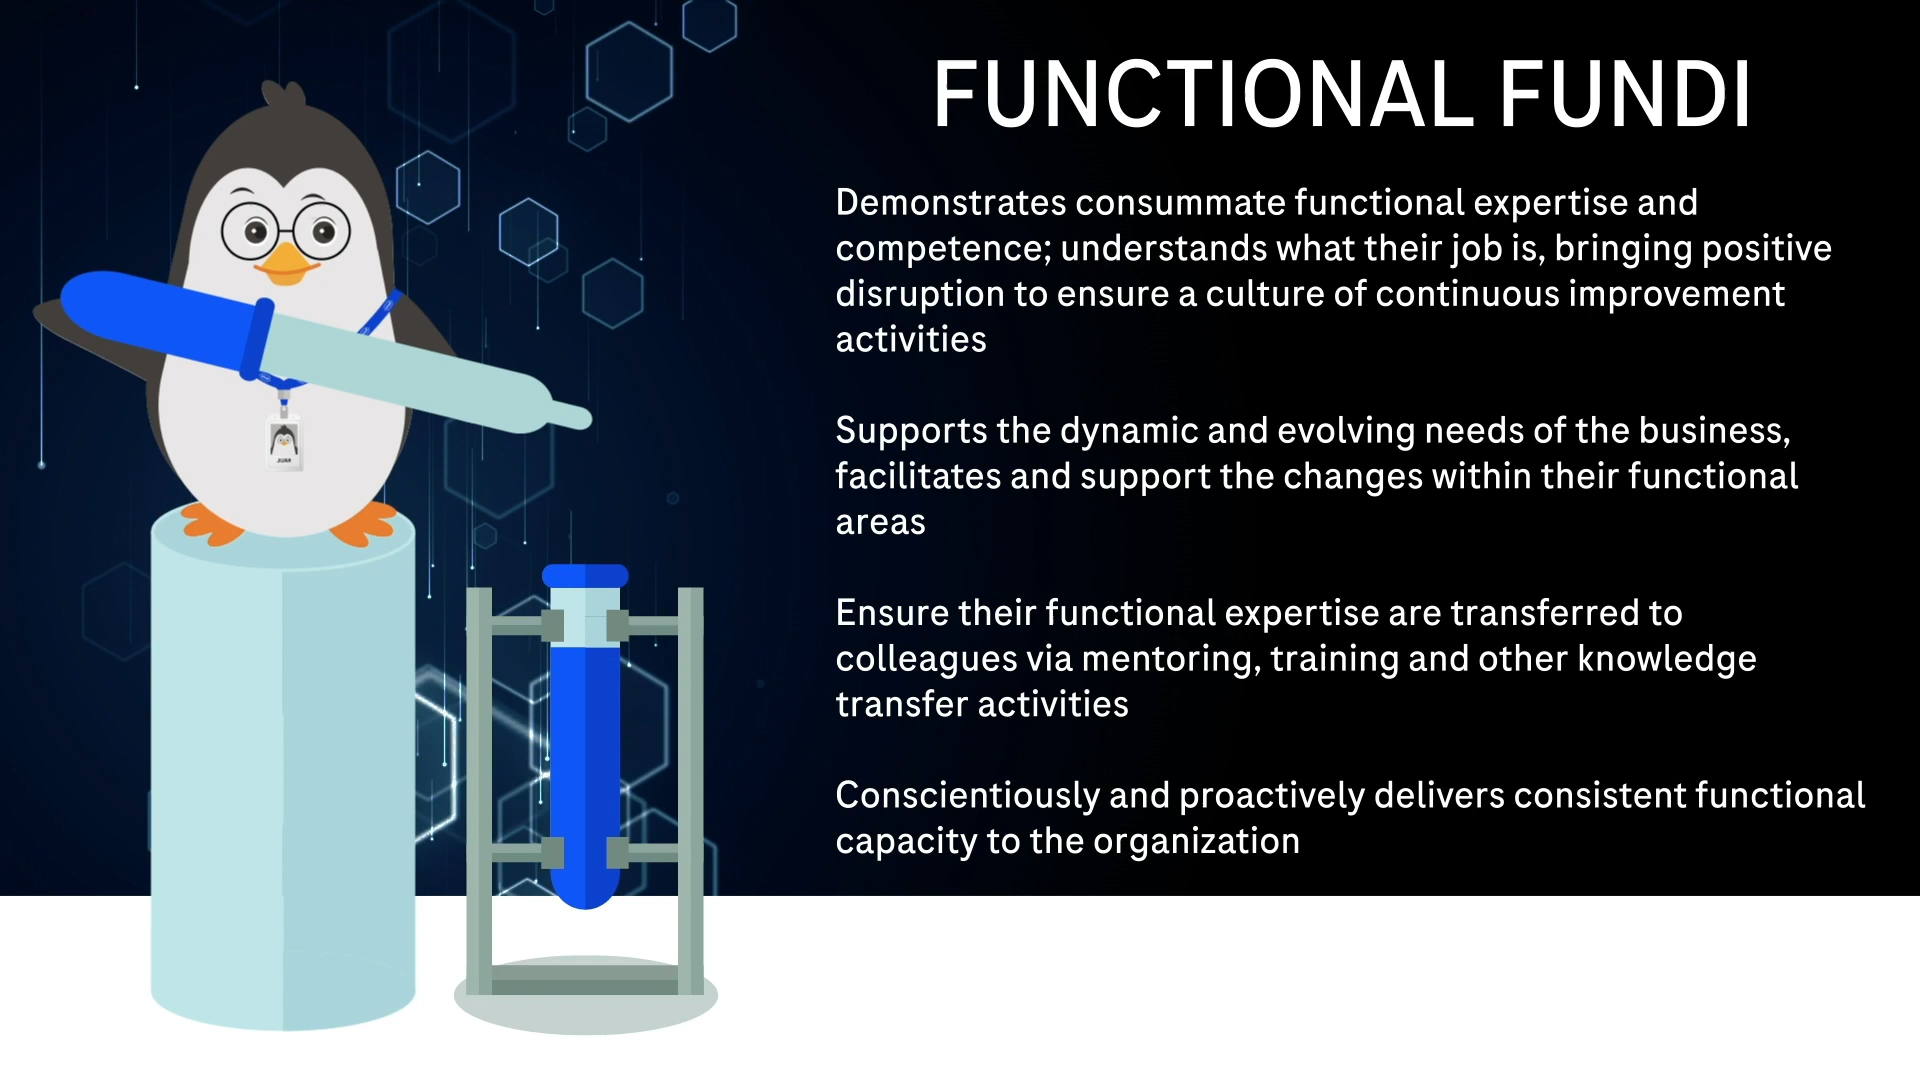 FUNCTIONAL FUNDI
Demonstrates consummate functional expertise and
competence; understands what their job is, bringing positive
disruption to ensure a culture of continuous improvement
activities
Supports the dynamic and evolving needs of the business,
facilitates and support the changes within their functional
areas
Ensure their functional expertise are transferred to
colleagues via mentoring, training and other knowledge
transfer activities
Conscientiously and proactively delivers consistent functional
capacity to the organization